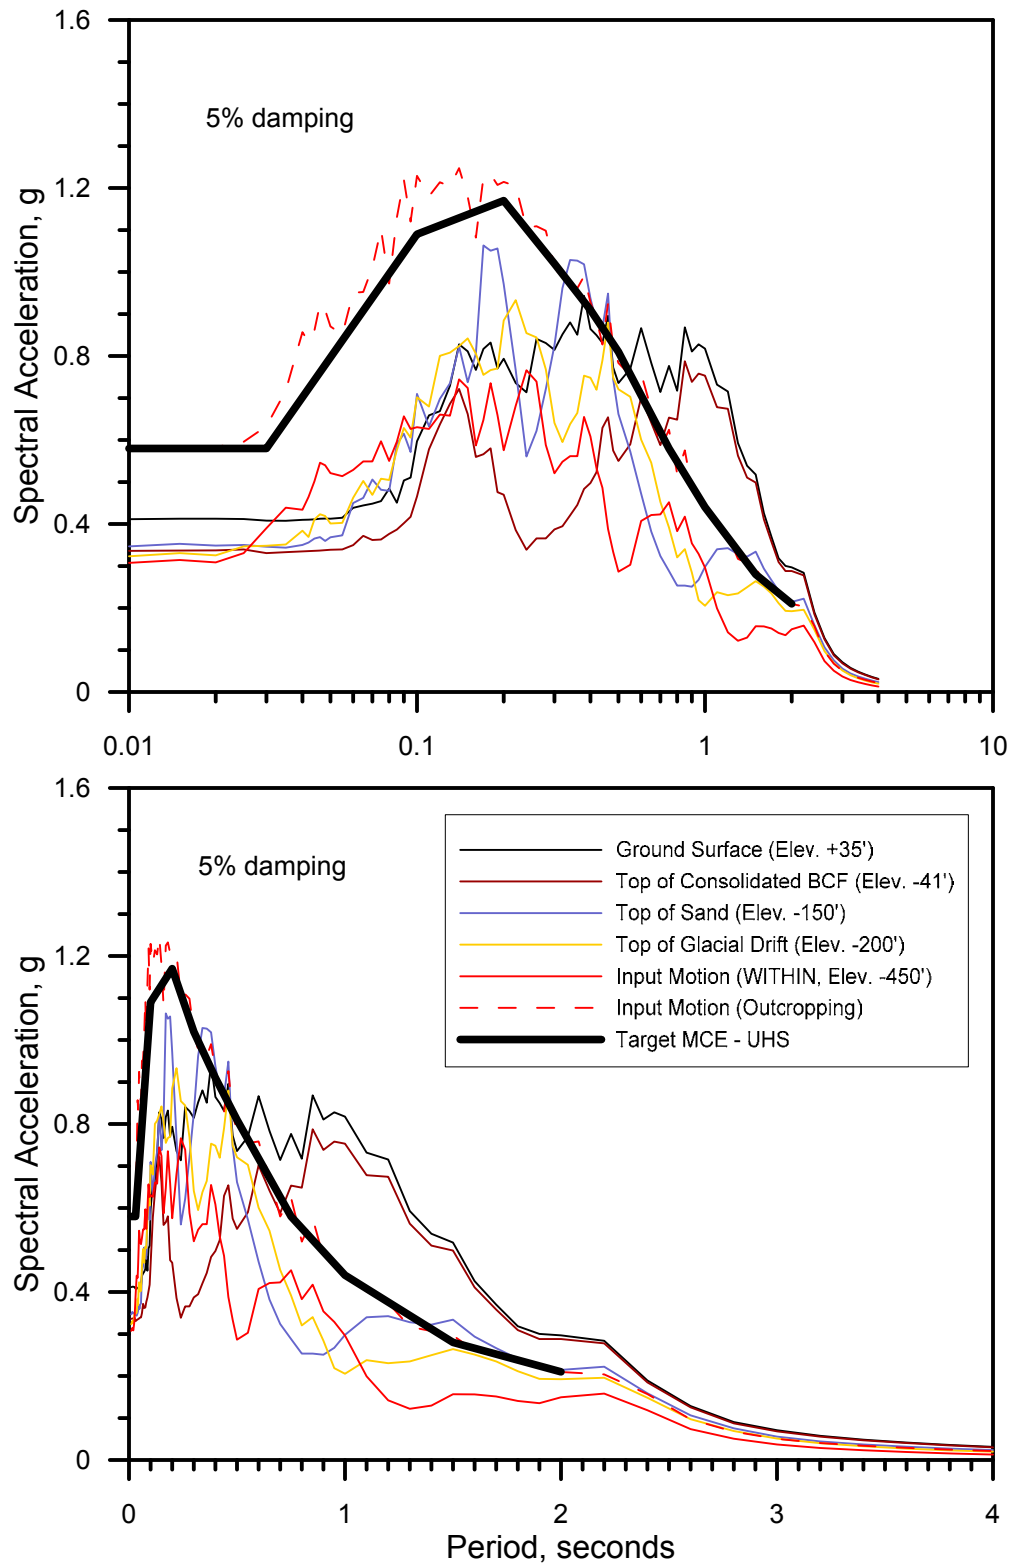 1.6
1.2
0.8
0.4
0
Spectral Acceleration, g
5% damping
0.01
0.1
1
10
1.6
1.2
0.8
0.4
0
Spectral Acceleration, g
5% damping
Ground Surface (Elev. +35')
Top of Consolidated BCF (Elev. -41')
Top of Sand (Elev. -150')
Top of Glacial Drift (Elev. -200')
Input Motion (WITHIN, Elev. -450')
Input Motion (Outcropping)
Target MCE - UHS
0
1
2
3
4
Period, seconds